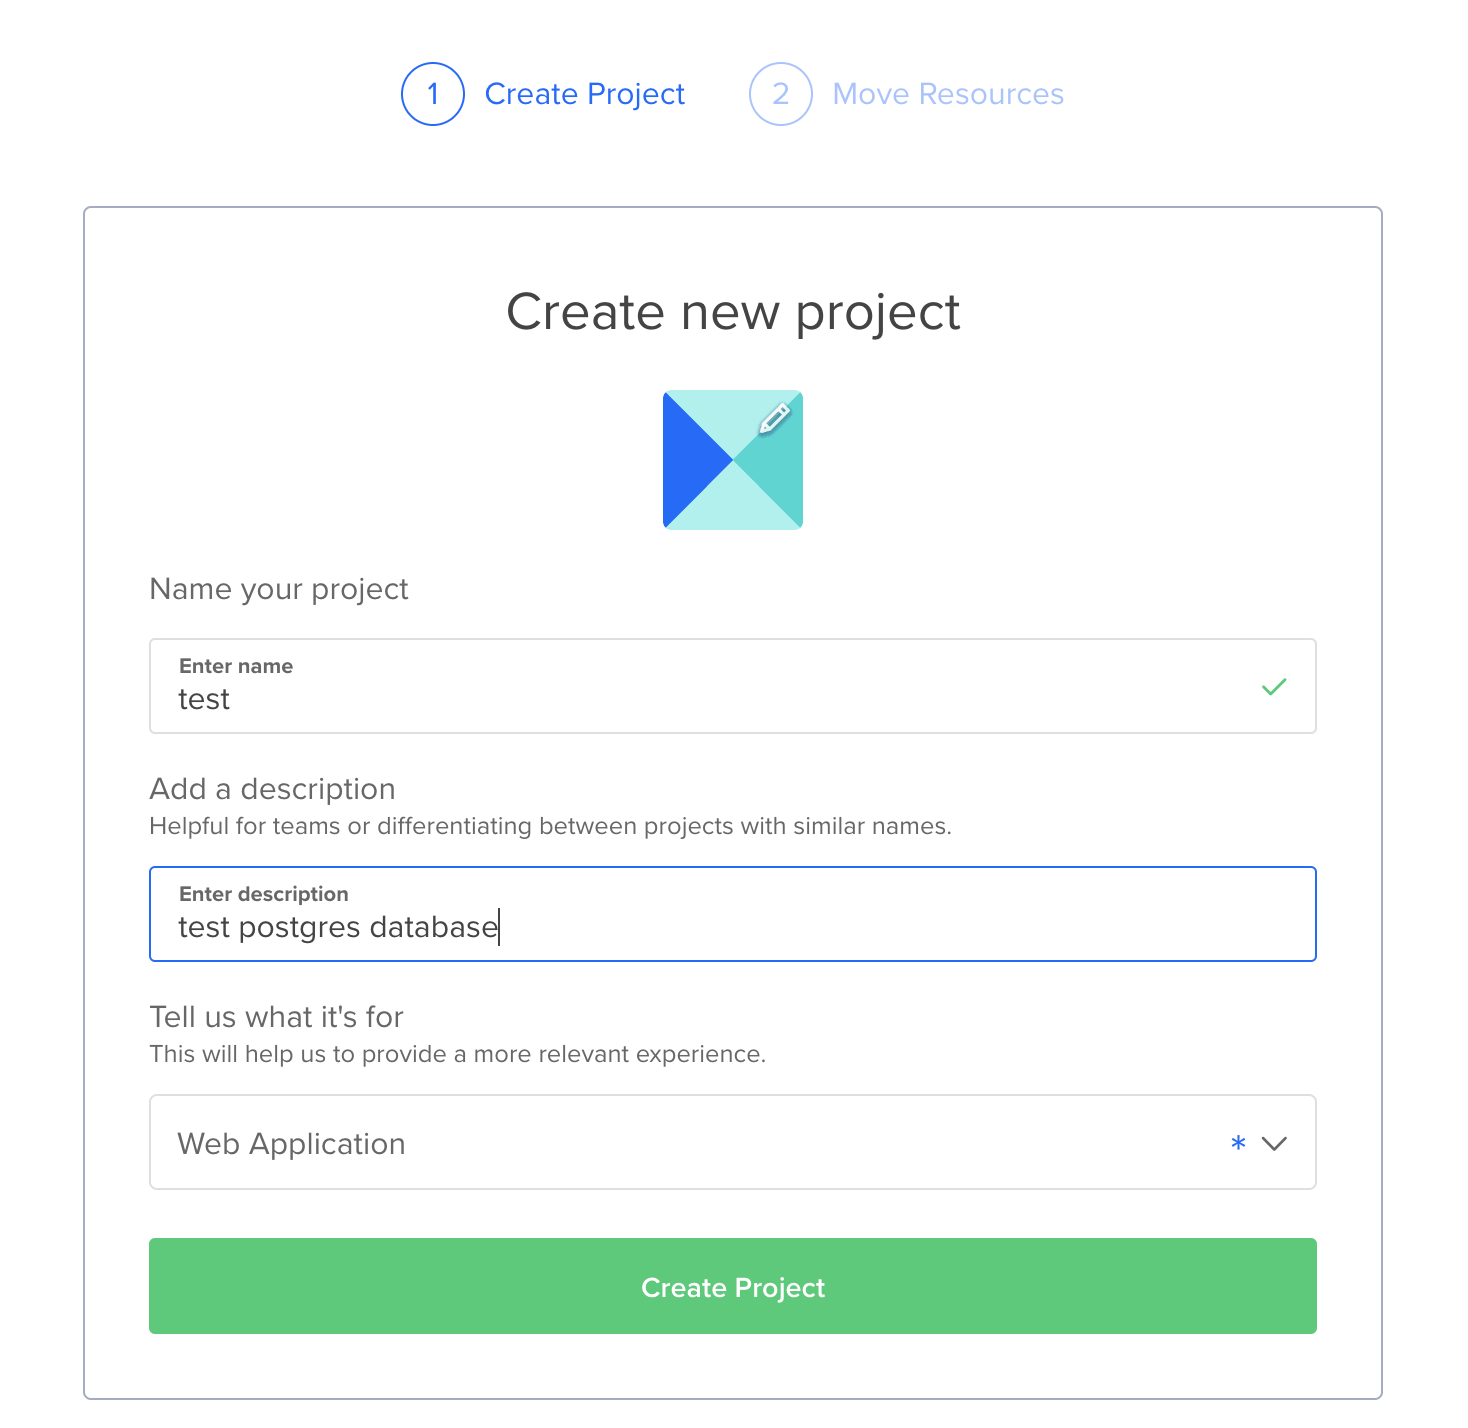 1 Create Project 2 Move Resources
Create new project
Name your project
Enter name
test
Add a description
Helpful for teams or differentiating between projects with similar names.
Enter description
test postgres database
Tell us what it's for
This will help us to provide a more relevant experience.
Web Application *
Create Project